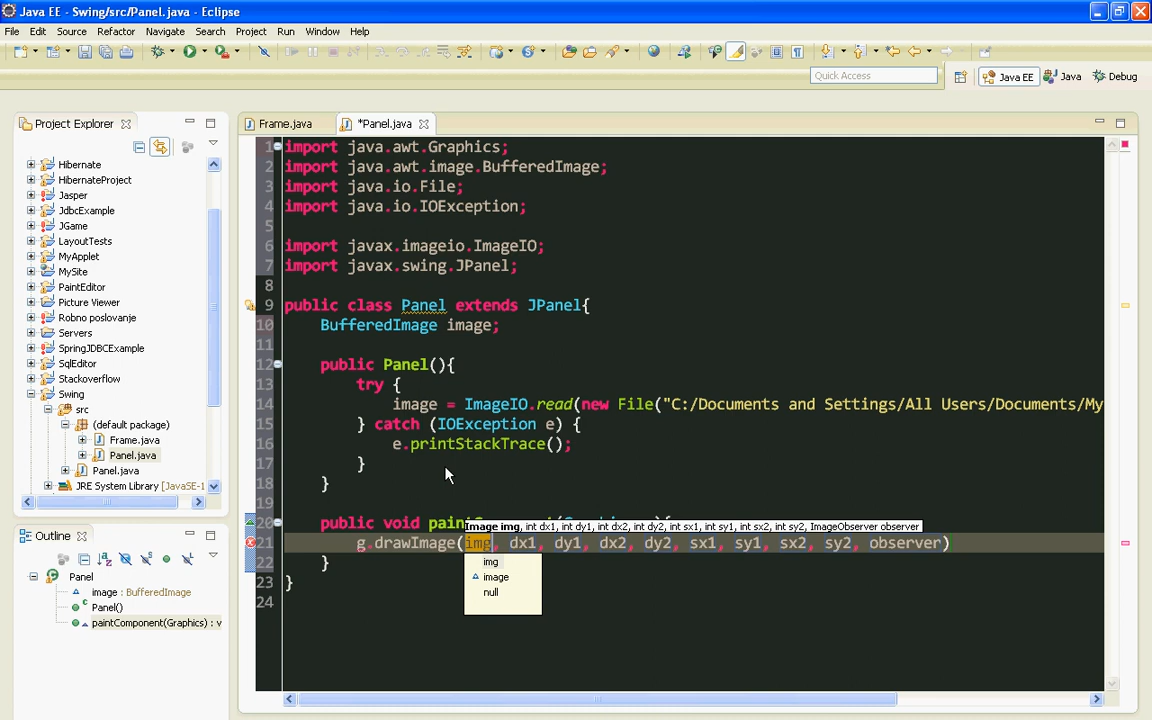 Java EE - Swing/src/Panel.java - Eclipse
File Edit Source Refactor Navigate Search Project Run Window Help
Quick Access
Java EE
Java
Debug
Project Explorer
Hibernate
HibernateProject
Jasper
JdbcExample
JGame
LayoutTests
MyApplet
MySite
PaintEditor
Picture Viewer
Robno poslovanje
Servers
SpringJDBCExample
SqlEditor
Stackoverflow
Swing
src
(default package)
Frame.java
Panel.java
Panel.java
JRE System Library [JavaSE-1
Outline
Panel
image : BufferedImage
Panel()
paintComponent(Graphics) : v
Frame.java
*Panel.java
1 import java.awt.Graphics;
2 import java.awt.image.BufferedImage;
3 import java.io.File;
4 import java.io.IOException;
5
6 import javax.imageio.ImageIO;
7 import javax.swing.JPanel;
8
9 public class Panel extends JPanel{
10 BufferedImage image;
11
12 public Panel(){
13 try {
14 image = ImageIO.read(new File("C:/Documents and Settings/All Users/Documents/My
15 } catch (IOException e) {
16 e.printStackTrace();
17 }
18 }
19
20 public void
Image img, int dx1, int dy1, int dx2, int dy2, int sx1, int sy1, int sx2, int sy2, ImageObserver observer
21 g.drawImage(img, dx1, dy1, dx2, dy2, sx1, sy1, sx2, sy2, observer)
img
image
null
22 }
23 }
24